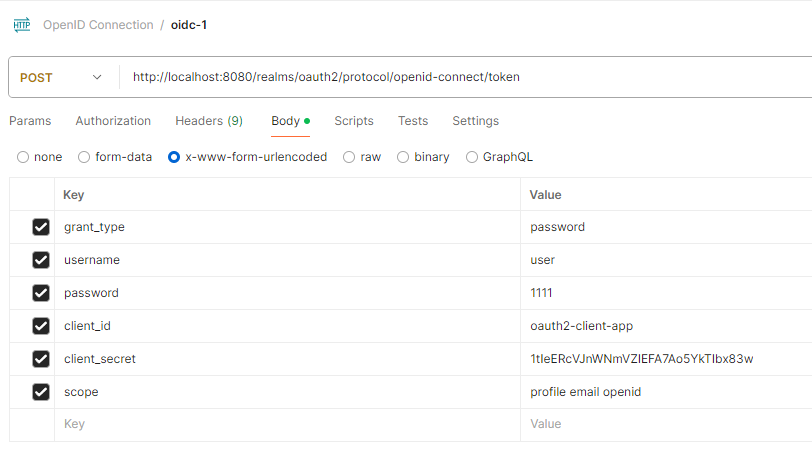 HTTP OpenID Connection / oidc-1
POST http://localhost:8080/realms/oauth2/protocol/openid-connect/token
Params Authorization Headers (9) Body Scripts Tests Settings
none form-data x-www-form-urlencoded raw binary GraphQL
Key Value
grant_type password
username user
password 1111
client_id oauth2-client-app
client_secret 1tIeERcVJnWNmVZIEFA7Ao5YkTIbx83w
scope profile email openid
Key Value